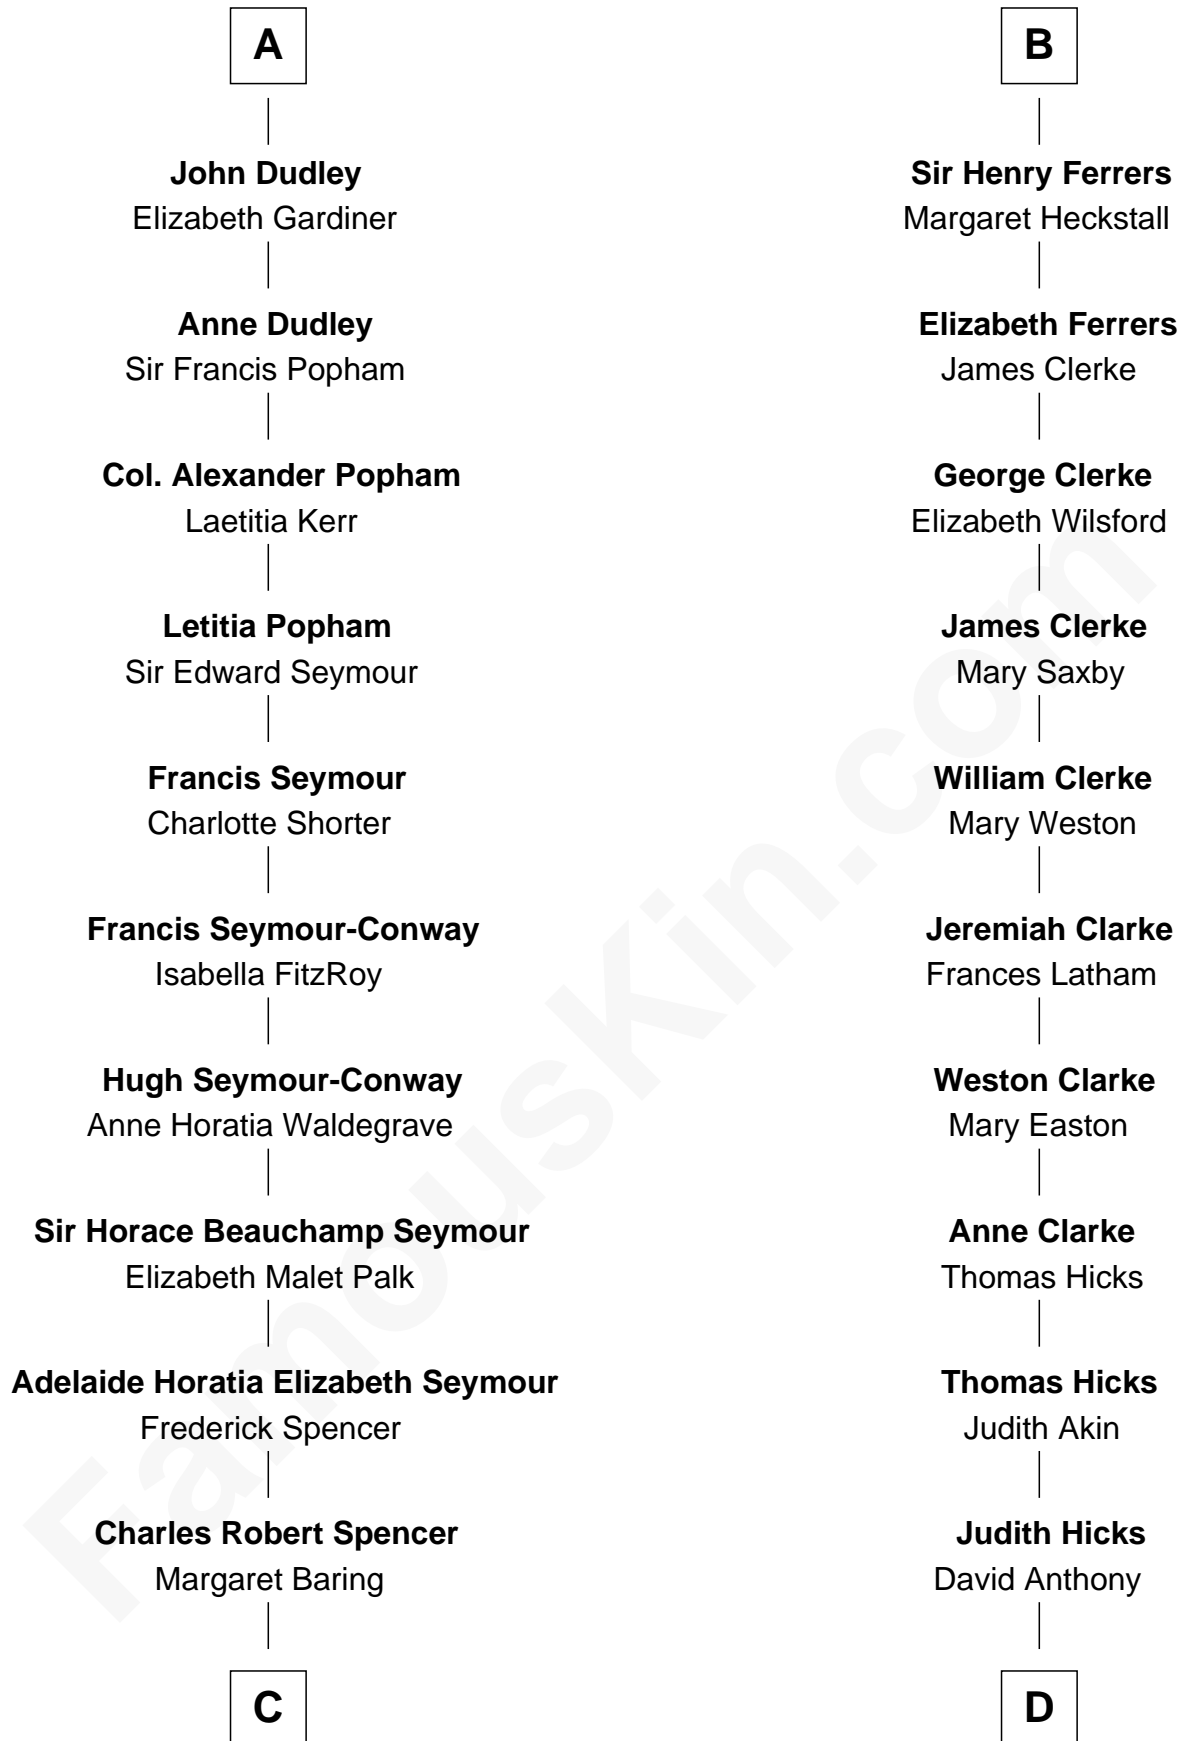 A
John Dudley
Elizabeth Gardiner
Anne Dudley
Sir Francis Popham
Col. Alexander Popham
Laetitia Kerr
Letitia Popham
Sir Edward Seymour
Francis Seymour
Charlotte Shorter
Francis Seymour-Conway
Isabella FitzRoy
Hugh Seymour-Conway
Anne Horatia Waldegrave
Sir Horace Beauchamp Seymour
Elizabeth Malet Palk
Adelaide Horatia Elizabeth Seymour
Frederick Spencer
Charles Robert Spencer
Margaret Baring
C
B
Sir Henry Ferrers
Margaret Heckstall
Elizabeth Ferrers
James Clerke
George Clerke
Elizabeth Wilsford
James Clerke
Mary Saxby
William Clerke
Mary Weston
Jeremiah Clarke
Frances Latham
Weston Clarke
Mary Easton
Anne Clarke
Thomas Hicks
Thomas Hicks
Judith Akin
Judith Hicks
David Anthony
D
FamousKin.com